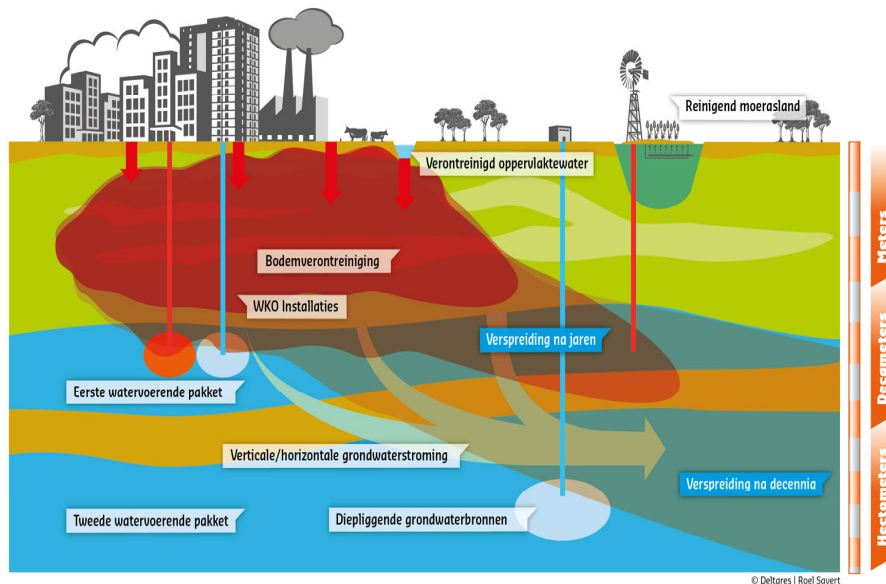 Reinigend moerasland
Verontreinigd oppervlaktewater
Bodemverontreiniging
WKO Installaties
Verspreiding na jaren
Eerste watervoerende pakket
Verticale/horizontale grondwaterstroming
Verspreiding na decennia
Tweede watervoerende pakket
Diepliggende grondwaterbronnen
Meters
Decameters
Hectometers
© Deltares | Roel Savert